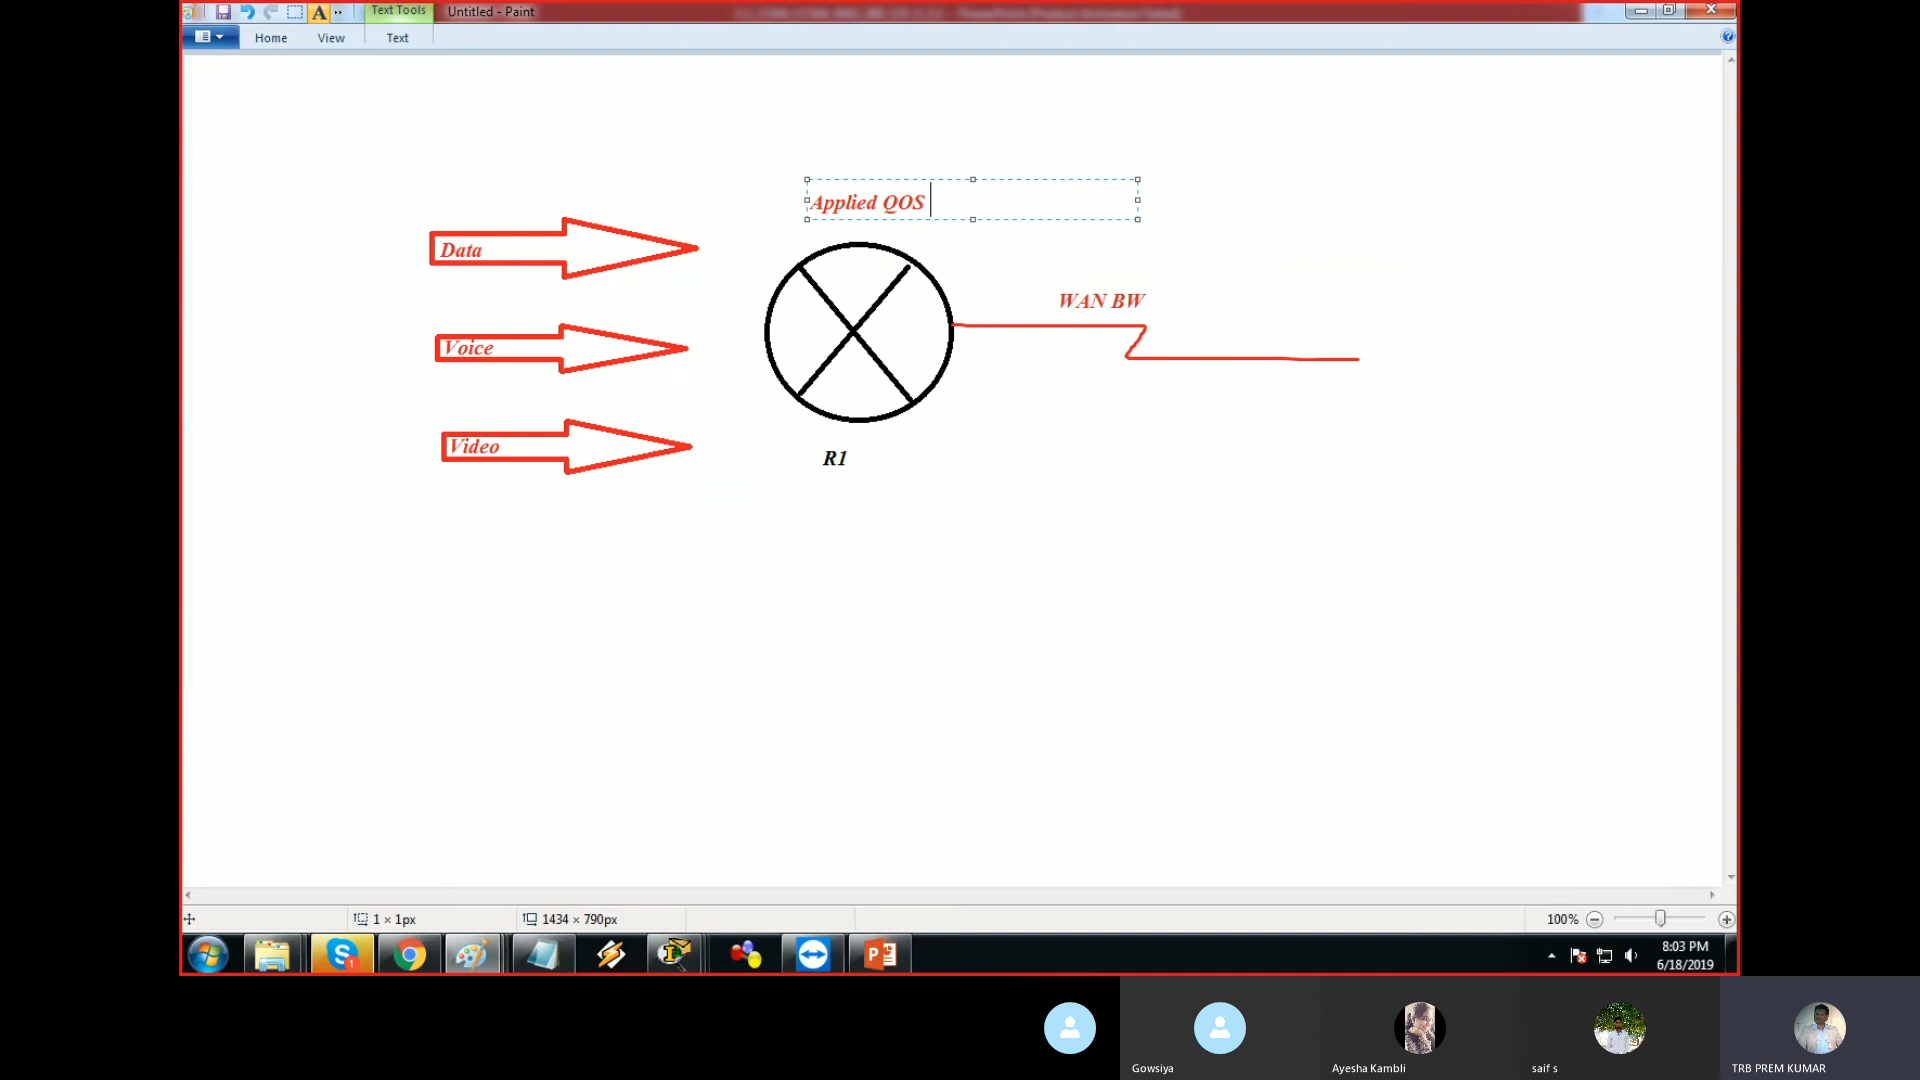 Text Tools
Untitled - Paint
Home
View
Text
Applied QOS
Data
WAN BW
Voice
Video
R1
1 × 1px
1434 × 790px
100%
8:03 PM
6/18/2019
Gowsiya
Ayesha Kambli
saif s
TRB PREM KUMAR